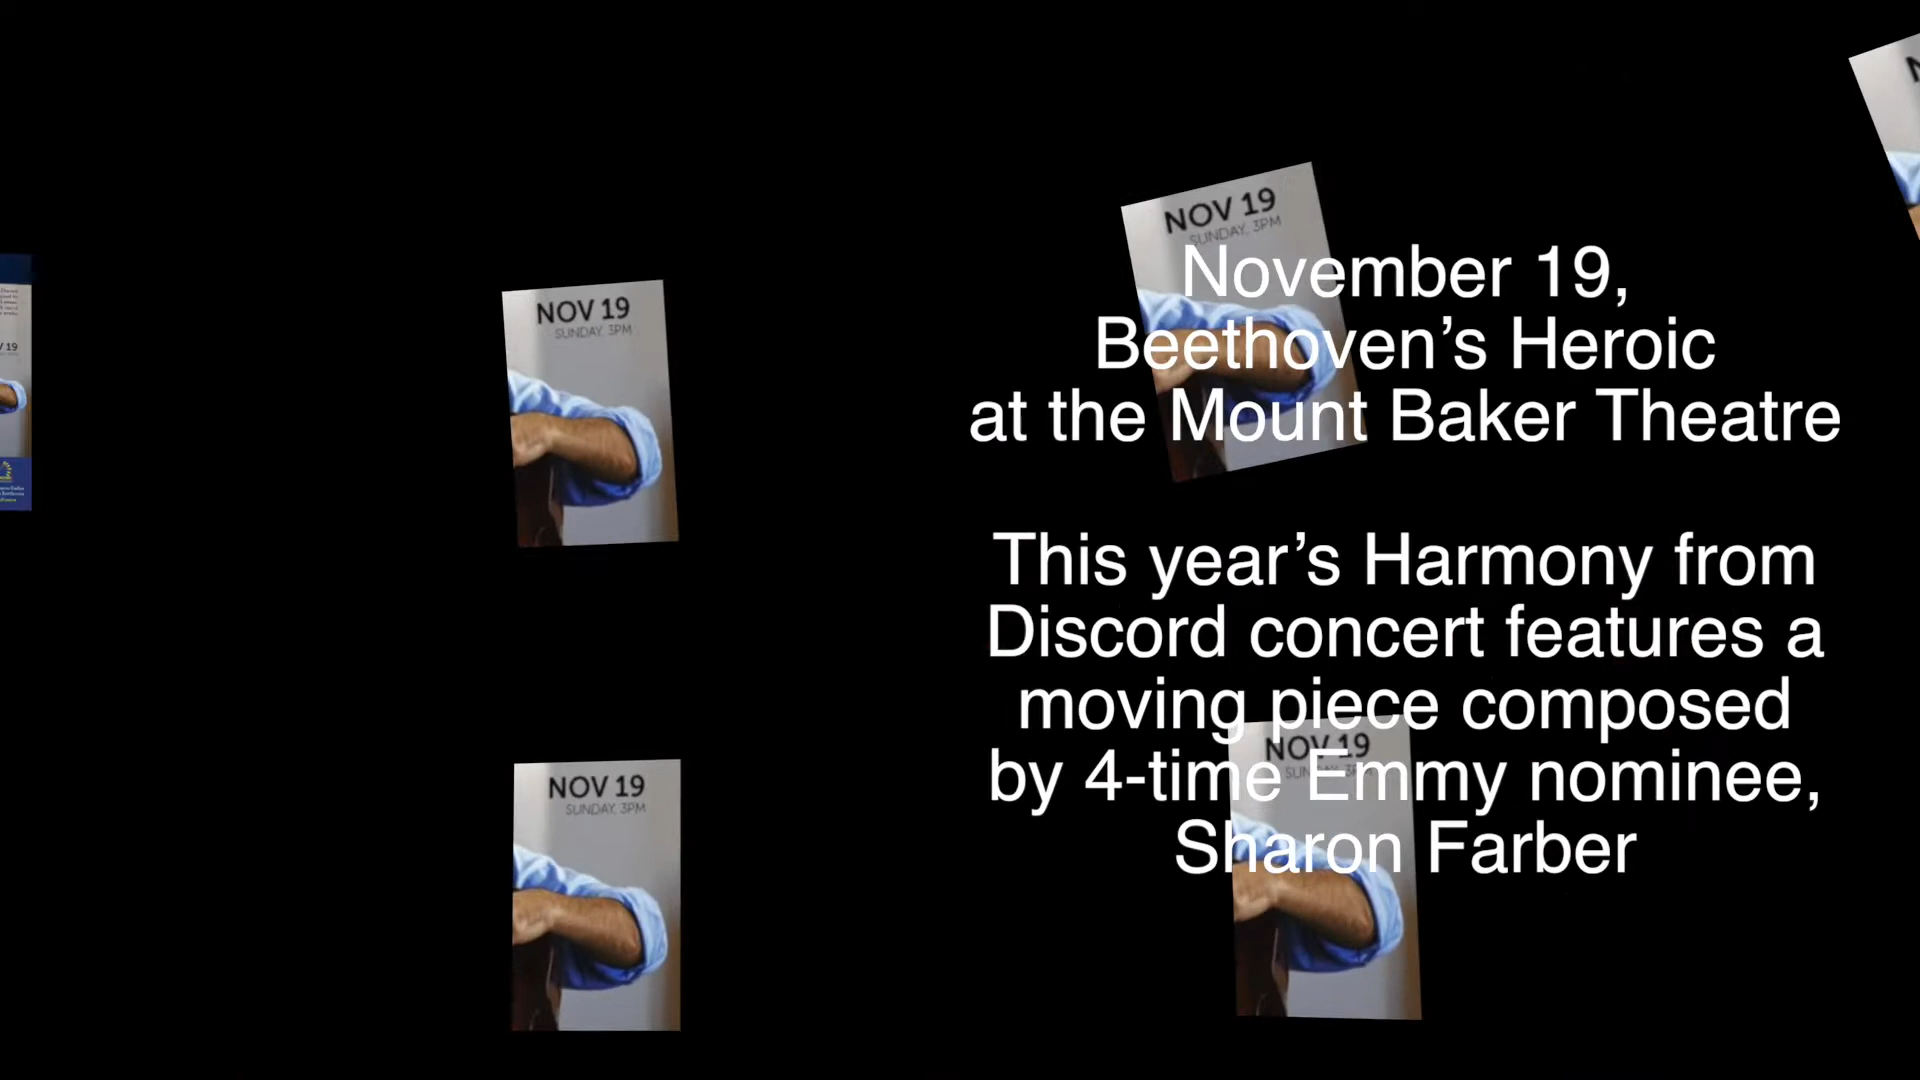 NOV 19
SUNDAY, 3PM
NOV 19
SUNDAY, 3PM
November 19,
Beethoven’s Heroic
at the Mount Baker Theatre
This year’s Harmony from
Discord concert features a
moving piece composed
by 4-time Emmy nominee,
Sharon Farber
NOV 19
SUNDAY, 3PM
NOV 19